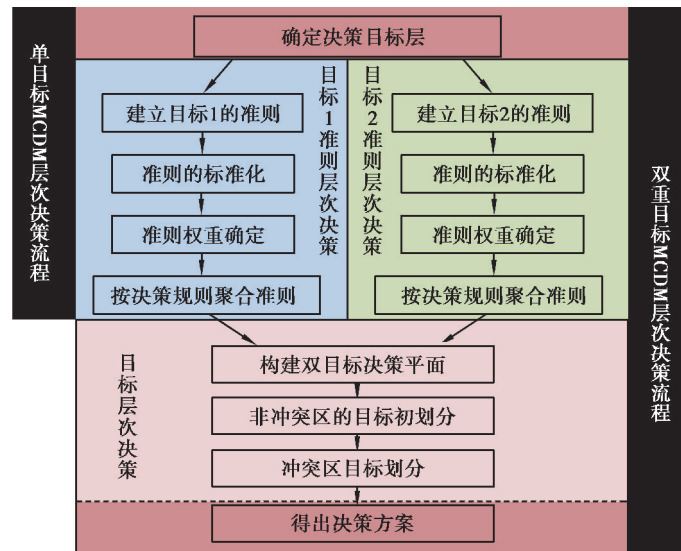 单目标MCDM层次决策流程
确定决策目标层
建立目标1的准则
准则的标准化
准则权重确定
按决策规则聚合准则
目标1准则层次决策
目标2准则层次决策
建立目标2的准则
准则的标准化
准则权重确定
按决策规则聚合准则
双重目标MCDM层次决策流程
目标层次决策
构建双目标决策平面
非冲突区的目标初划分
冲突区目标划分
得出决策方案